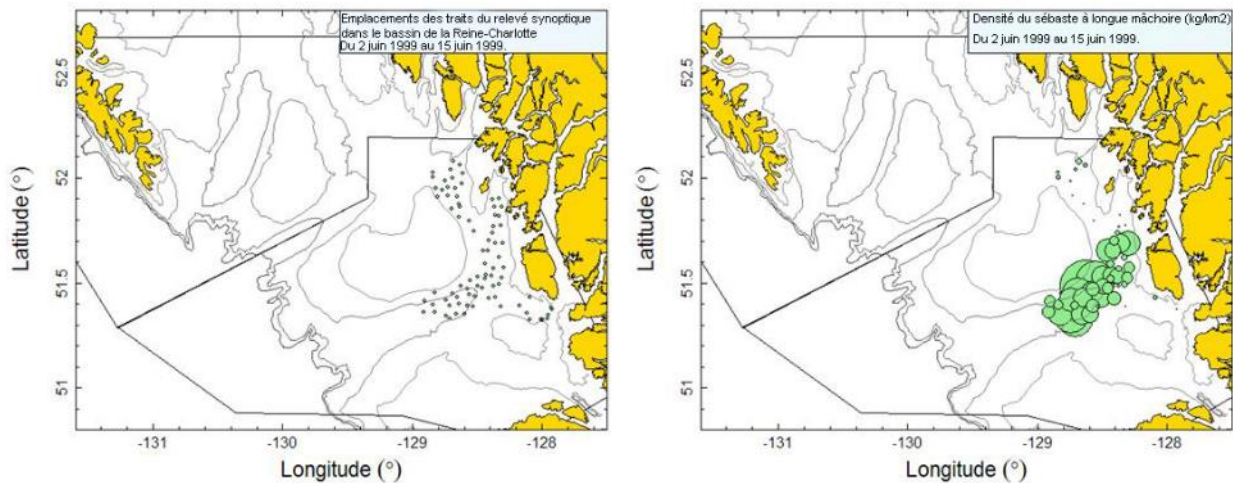 Emplacements des traits du relevé synoptique
dans le bassin de la Reine-Charlotte
Du 2 juin 1999 au 15 juin 1999.
52.5
52
51.5
51
Latitude (°)
-131
-130
-129
-128
Longitude (°)
Densité du sébaste à longue mâchoire (kg/km2)
Du 2 juin 1999 au 15 juin 1999.
52.5
52
51.5
51
Latitude (°)
-131
-130
-129
-128
Longitude (°)